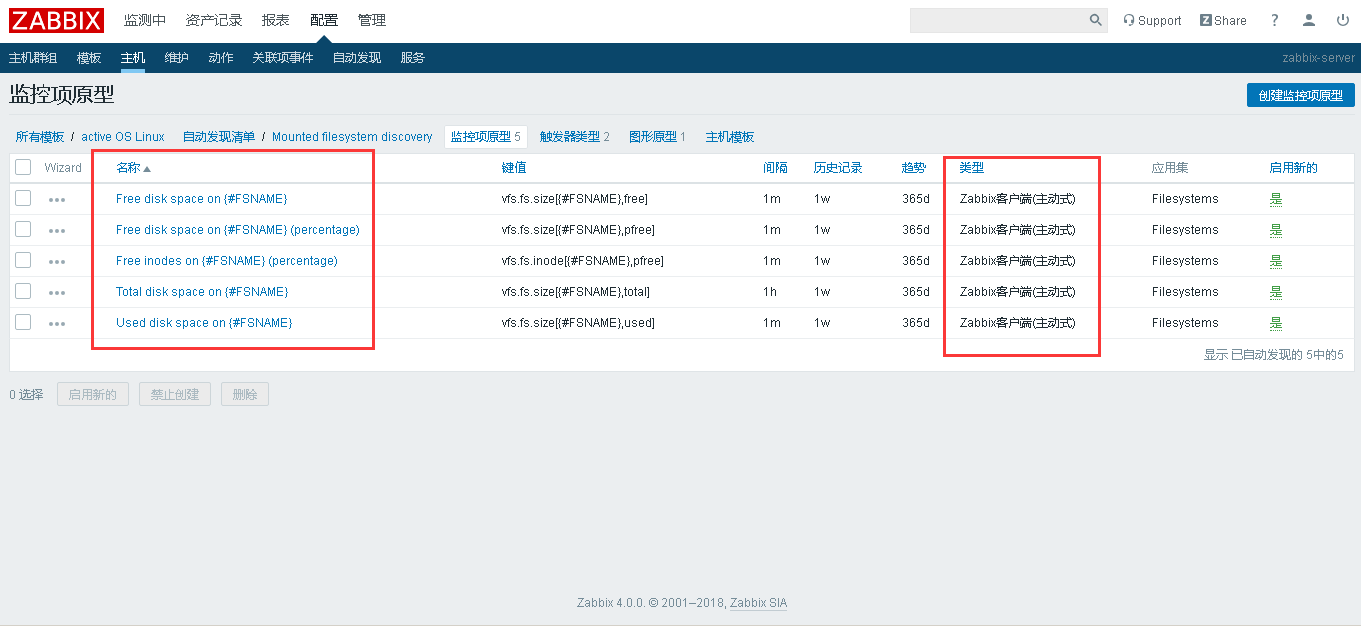 ZABBIX 监测中 资产记录 报表 配置 管理 Support Z Share ?
主机群组 模板 主机 维护 动作 关联项事件 自动发现 服务 zabbix-server
监控项原型 创建监控项原型
所有模板 / active OS Linux 自动发现清单 / Mounted filesystem discovery 监控项原型 5 触发器类型 2 图形原型 1 主机模板
Wizard 名称 键值 间隔 历史记录 趋势 类型 应用集 启用新的
Free disk space on {#FSNAME} vfs.fs.size[{#FSNAME},free] 1m 1w 365d Zabbix客户端(主动式) Filesystems 是
Free disk space on {#FSNAME} (percentage) vfs.fs.size[{#FSNAME},pfree] 1m 1w 365d Zabbix客户端(主动式) Filesystems 是
Free inodes on {#FSNAME} (percentage) vfs.fs.inode[{#FSNAME},pfree] 1m 1w 365d Zabbix客户端(主动式) Filesystems 是
Total disk space on {#FSNAME} vfs.fs.size[{#FSNAME},total] 1h 1w 365d Zabbix客户端(主动式) Filesystems 是
Used disk space on {#FSNAME} vfs.fs.size[{#FSNAME},used] 1m 1w 365d Zabbix客户端(主动式) Filesystems 是
显示 已自动发现的 5中的5
0 选择 启用新的 禁止创建 删除
Zabbix 4.0.0. © 2001–2018, Zabbix SIA